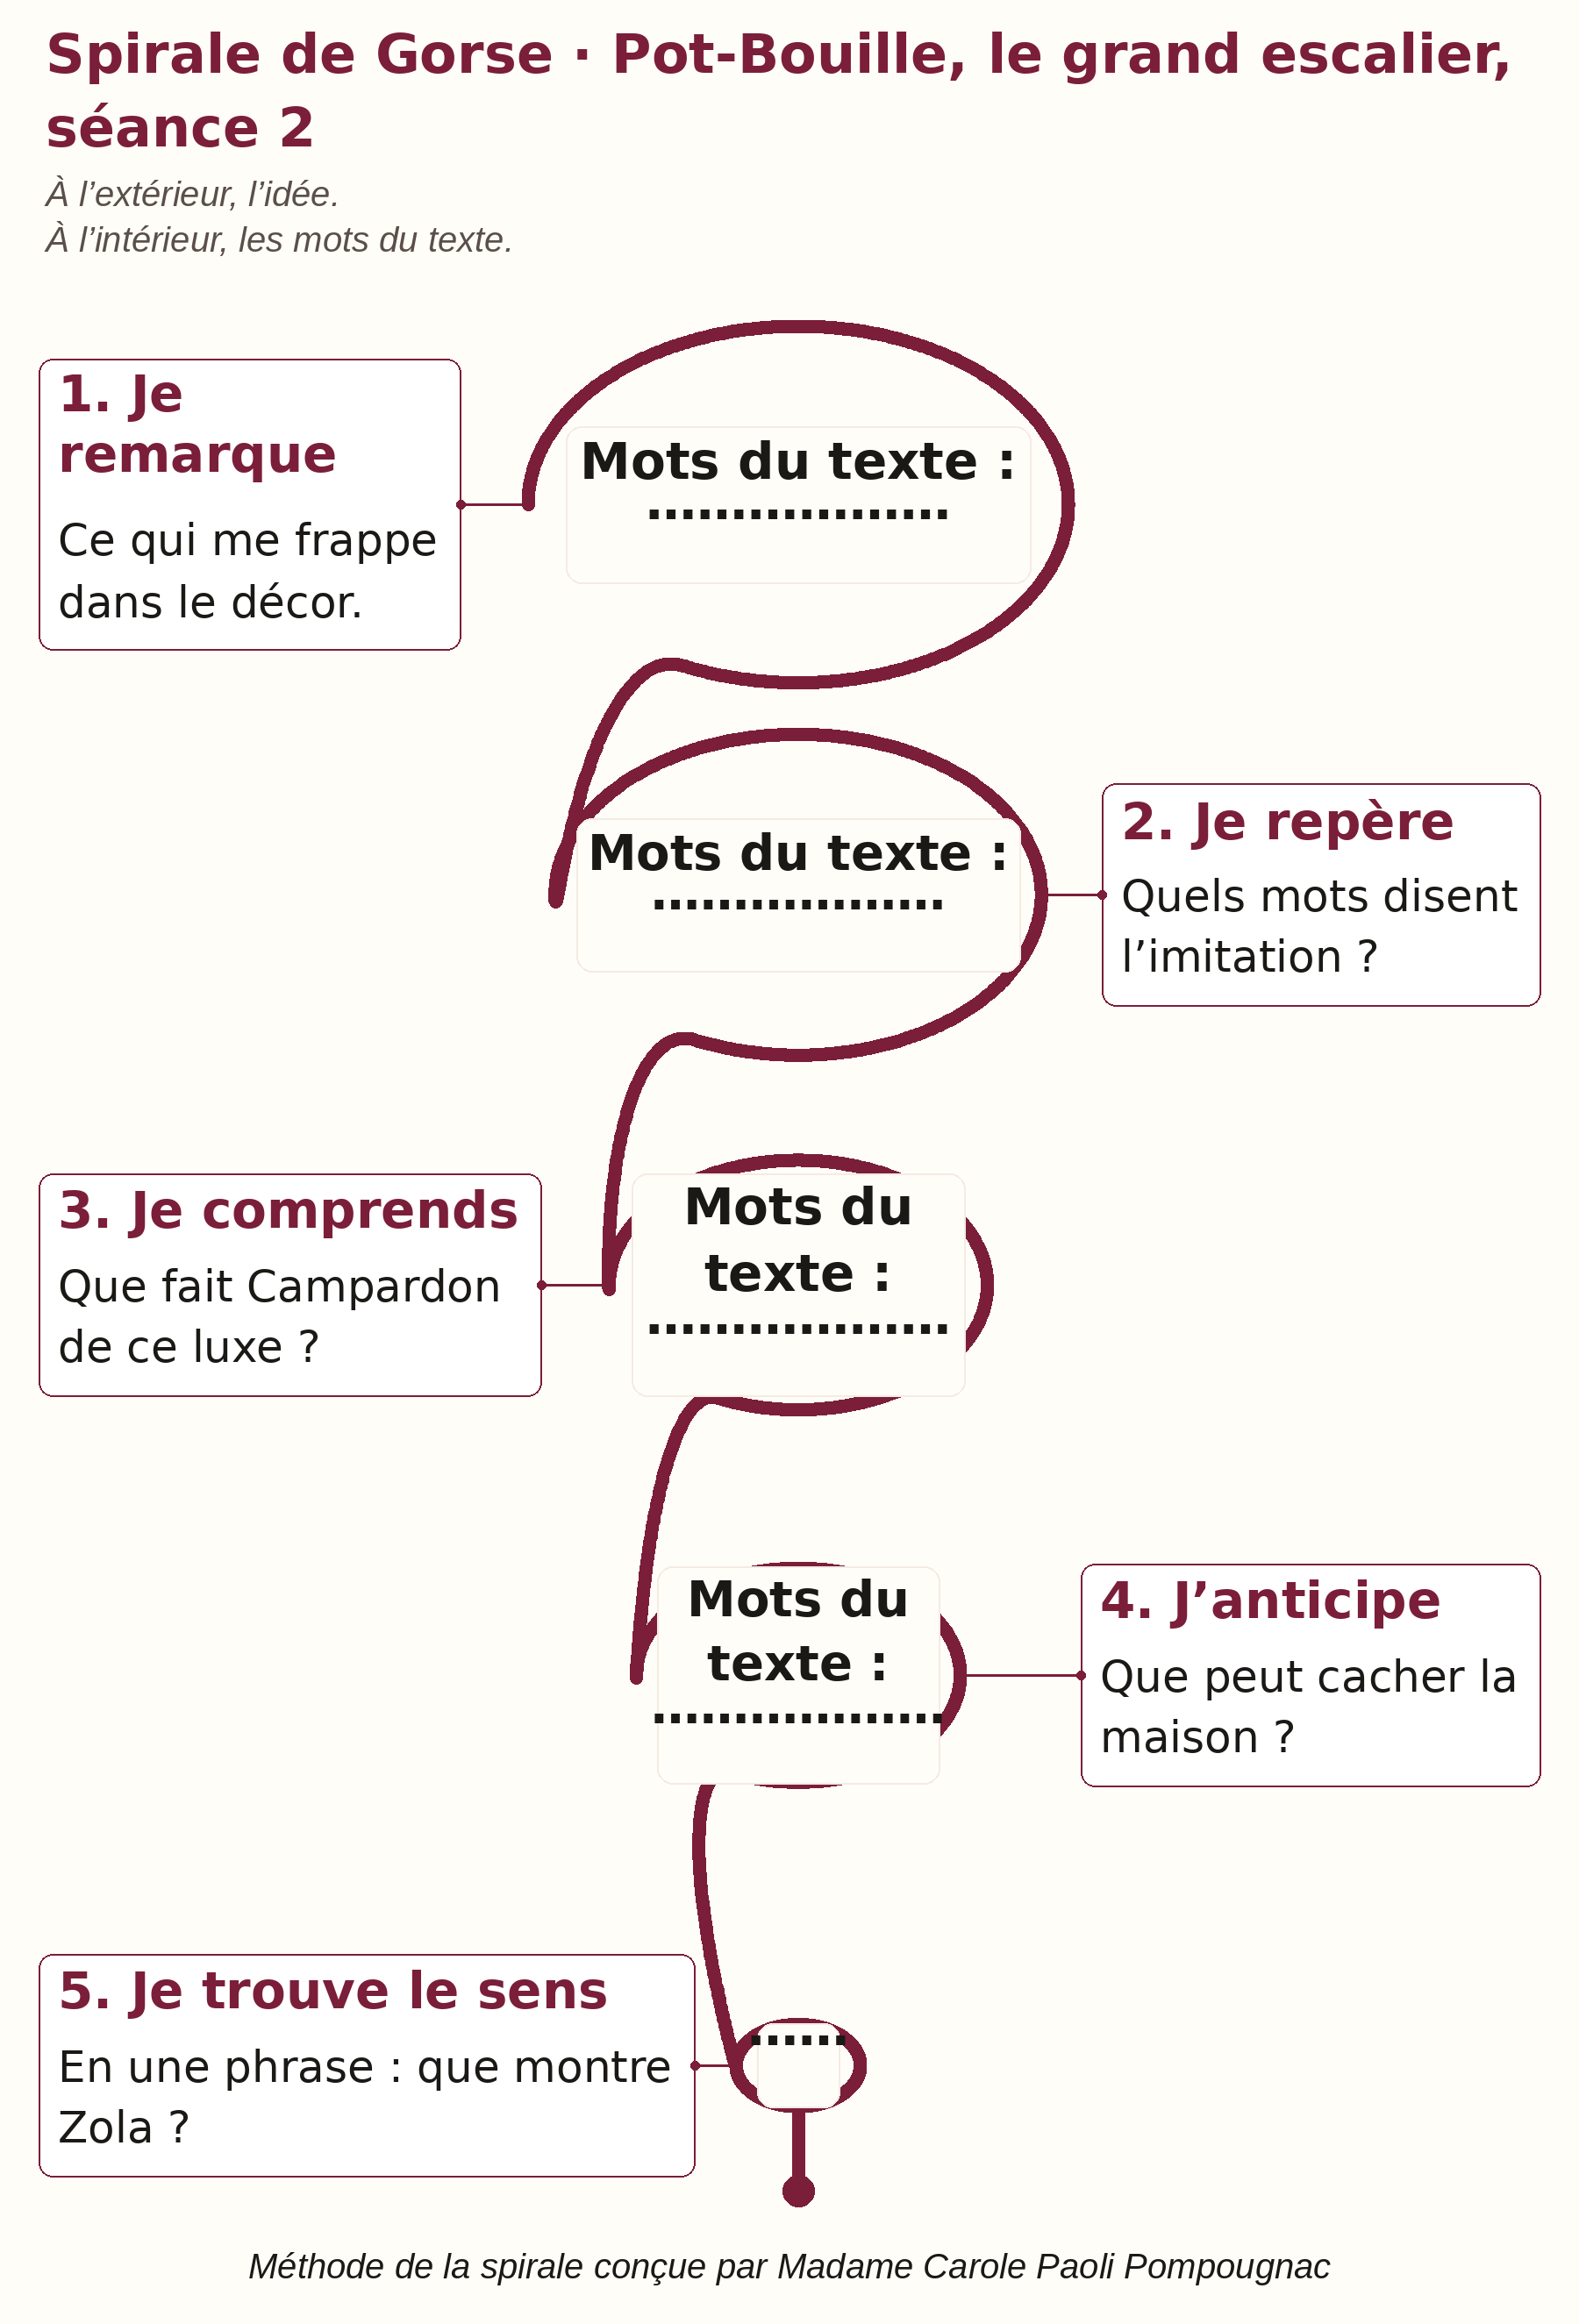 Spirale de Gorse · Pot-Bouille, le grand escalier,
séance 2
À l’extérieur, l’idée.
À l’intérieur, les mots du texte.
1. Je
remarque
Ce qui me frappe
dans le décor.
Mots du texte :
………………
Mots du texte :
………………
2. Je repère
Quels mots disent
l’imitation ?
3. Je comprends
Que fait Campardon
de ce luxe ?
Mots du
texte :
………………
Mots du
texte :
………………
4. J’anticipe
Que peut cacher la
maison ?
5. Je trouve le sens
En une phrase : que montre
Zola ?
……
Méthode de la spirale conçue par Madame Carole Paoli Pompougnac